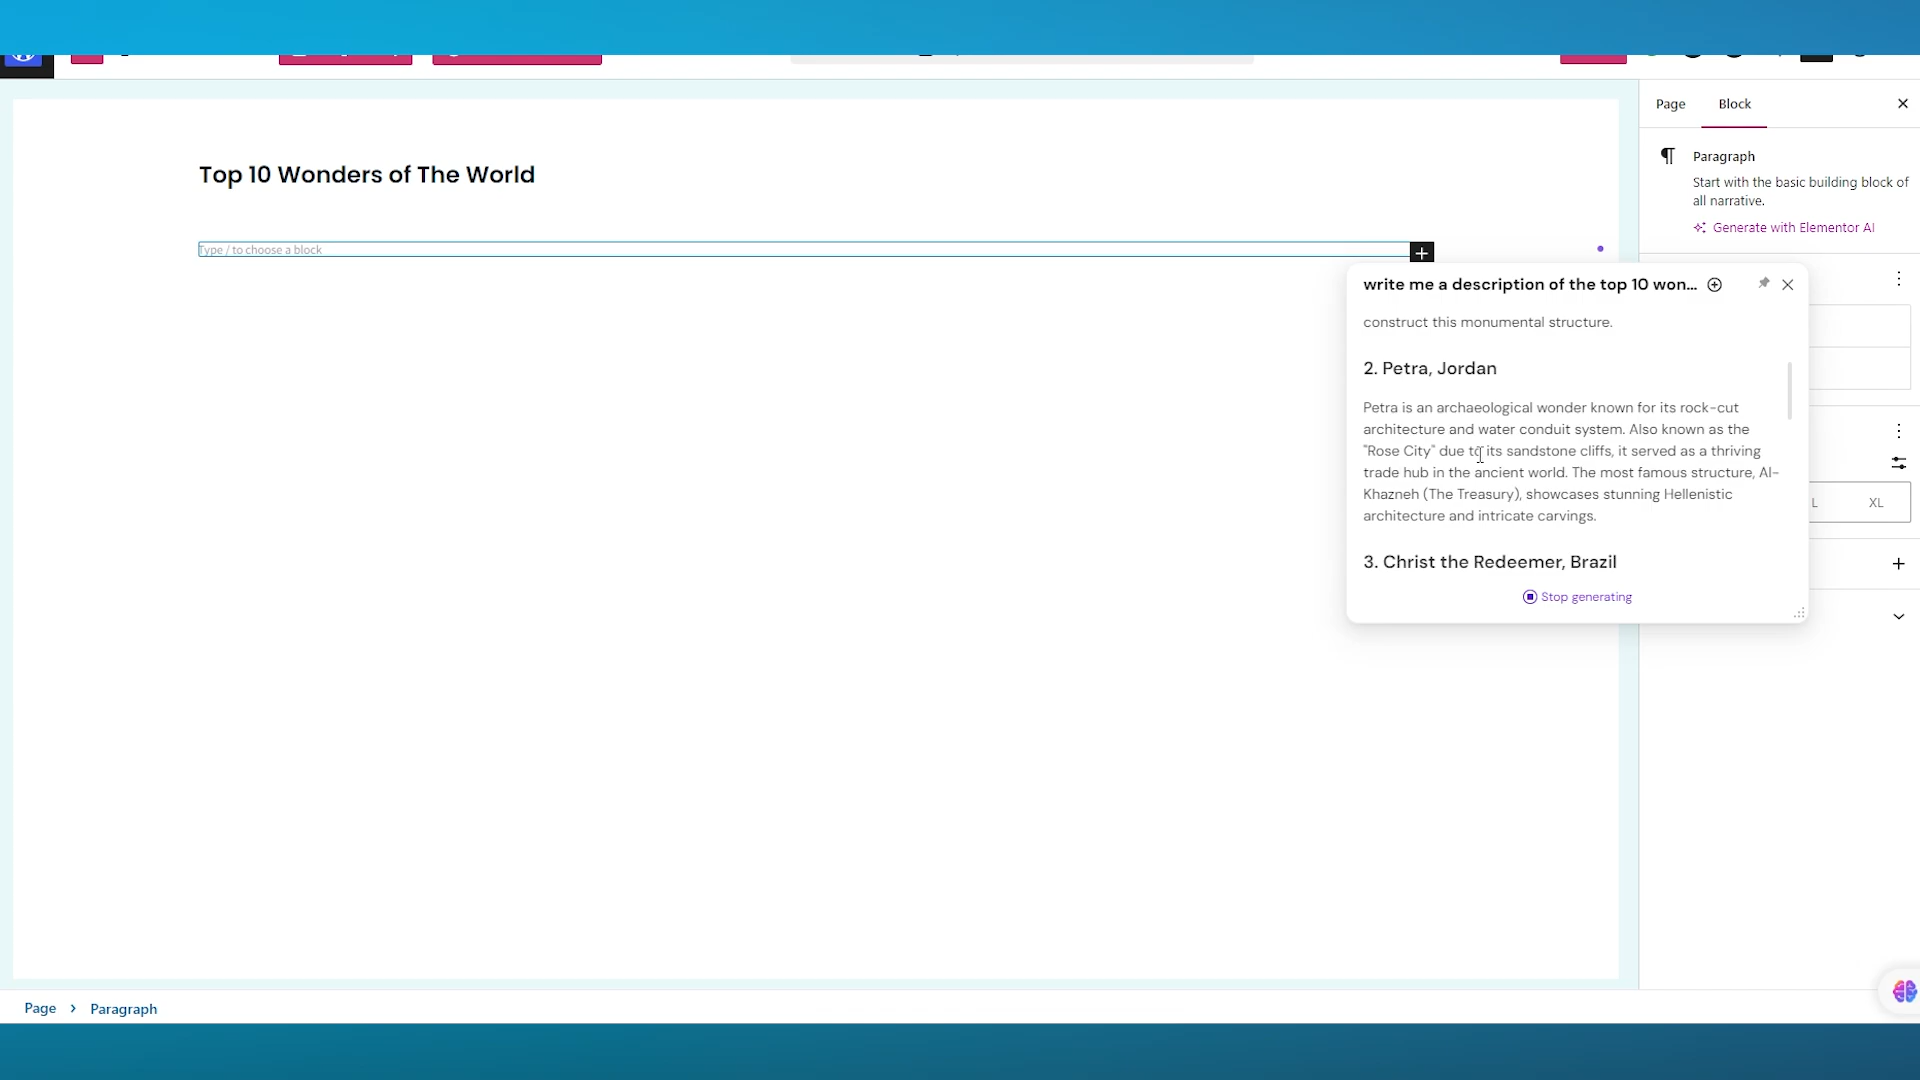 Page
Block
Top 10 Wonders of The World
Paragraph
Start with the basic building block of
all narrative.
Generate with Elementor AI
Type / to choose a block
write me a description of the top 10 won...
construct this monumental structure.
2. Petra, Jordan
Petra is an archaeological wonder known for its rock-cut
architecture and water conduit system. Also known as the
"Rose City" due to its sandstone cliffs, it served as a thriving
trade hub in the ancient world. The most famous structure, Al-
Khazneh (The Treasury), showcases stunning Hellenistic
architecture and intricate carvings.
L
XL
3. Christ the Redeemer, Brazil
Stop generating
Page > Paragraph